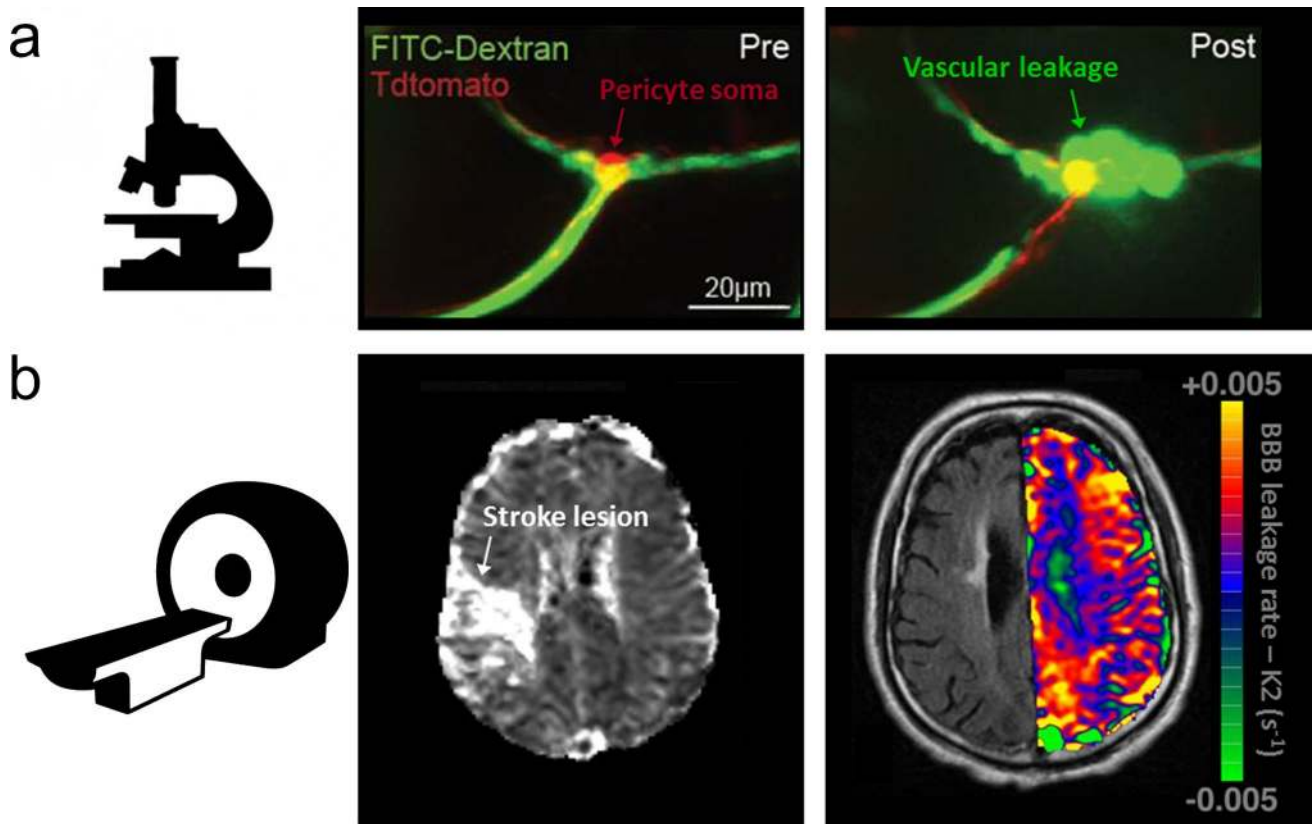 a
FITC-Dextran
Tdtomato
Pre
Pericyte soma
20µm
Post
Vascular leakage
b
Stroke lesion
+0.005
BBB leakage rate – K2 (s⁻¹)
-0.005